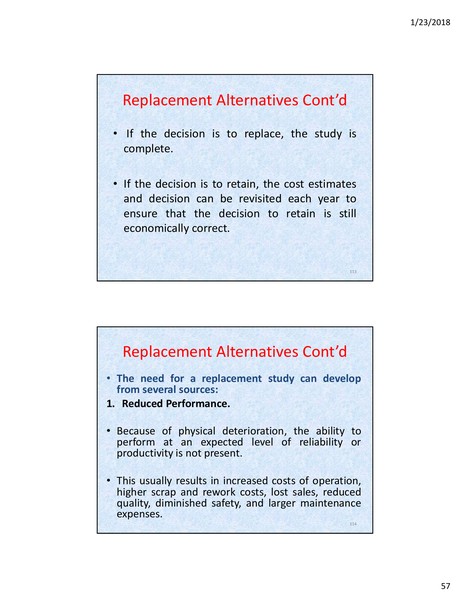 1/23/2018
Replacement Alternatives Cont'd
• If the decision is to replace, the study is
complete.
• If the decision is to retain, the cost estimates
and decision can be revisited each year to
ensure that the decision to retain is still
economically correct.
Replacement Alternatives Cont'd
• The need for a replacement study can develop
from several sources:
1. Reduced Performance.
• Because of physical deterioration, the ability to
perform at an expected level of reliability or
productivity is not present.
• This usually results in increased costs of operation,
higher scrap and rework costs, lost sales, reduced
quality, diminished safety, and larger maintenance
expenses.
57